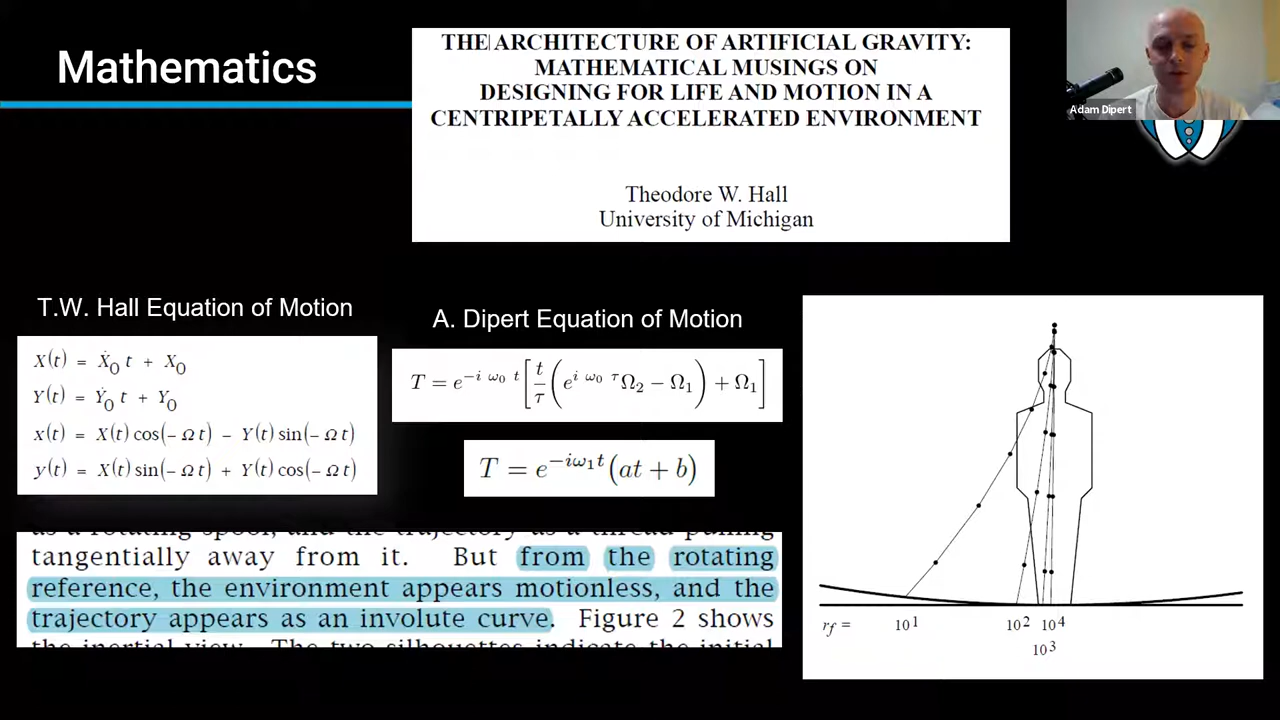 Mathematics
THE ARCHITECTURE OF ARTIFICIAL GRAVITY:
MATHEMATICAL MUSINGS ON
DESIGNING FOR LIFE AND MOTION IN A
CENTRIPETALLY ACCELERATED ENVIRONMENT
Theodore W. Hall
University of Michigan
Adam Dipert
T.W. Hall Equation of Motion
X(t) = Ẋ₀ t + X₀
Y(t) = Ẏ₀ t + Y₀
x(t) = X(t) cos(− Ω t) − Y(t) sin(− Ω t)
y(t) = X(t) sin(− Ω t) + Y(t) cos(− Ω t)
A. Dipert Equation of Motion
T = e^{−i ω₀ t} [ t/τ ( e^{i ω₀ τ} Ω₂ − Ω₁ ) + Ω₁ ]
T = e^{−iω₁t}(at + b)
as a rotating spool, and the trajectory as a thread pulling
tangentially away from it. But from the rotating
reference, the environment appears motionless, and the
trajectory appears as an involute curve. Figure 2 shows
the inertial view. The two silhouettes indicate the initial
r_f = 10¹ 10² 10⁴
10³